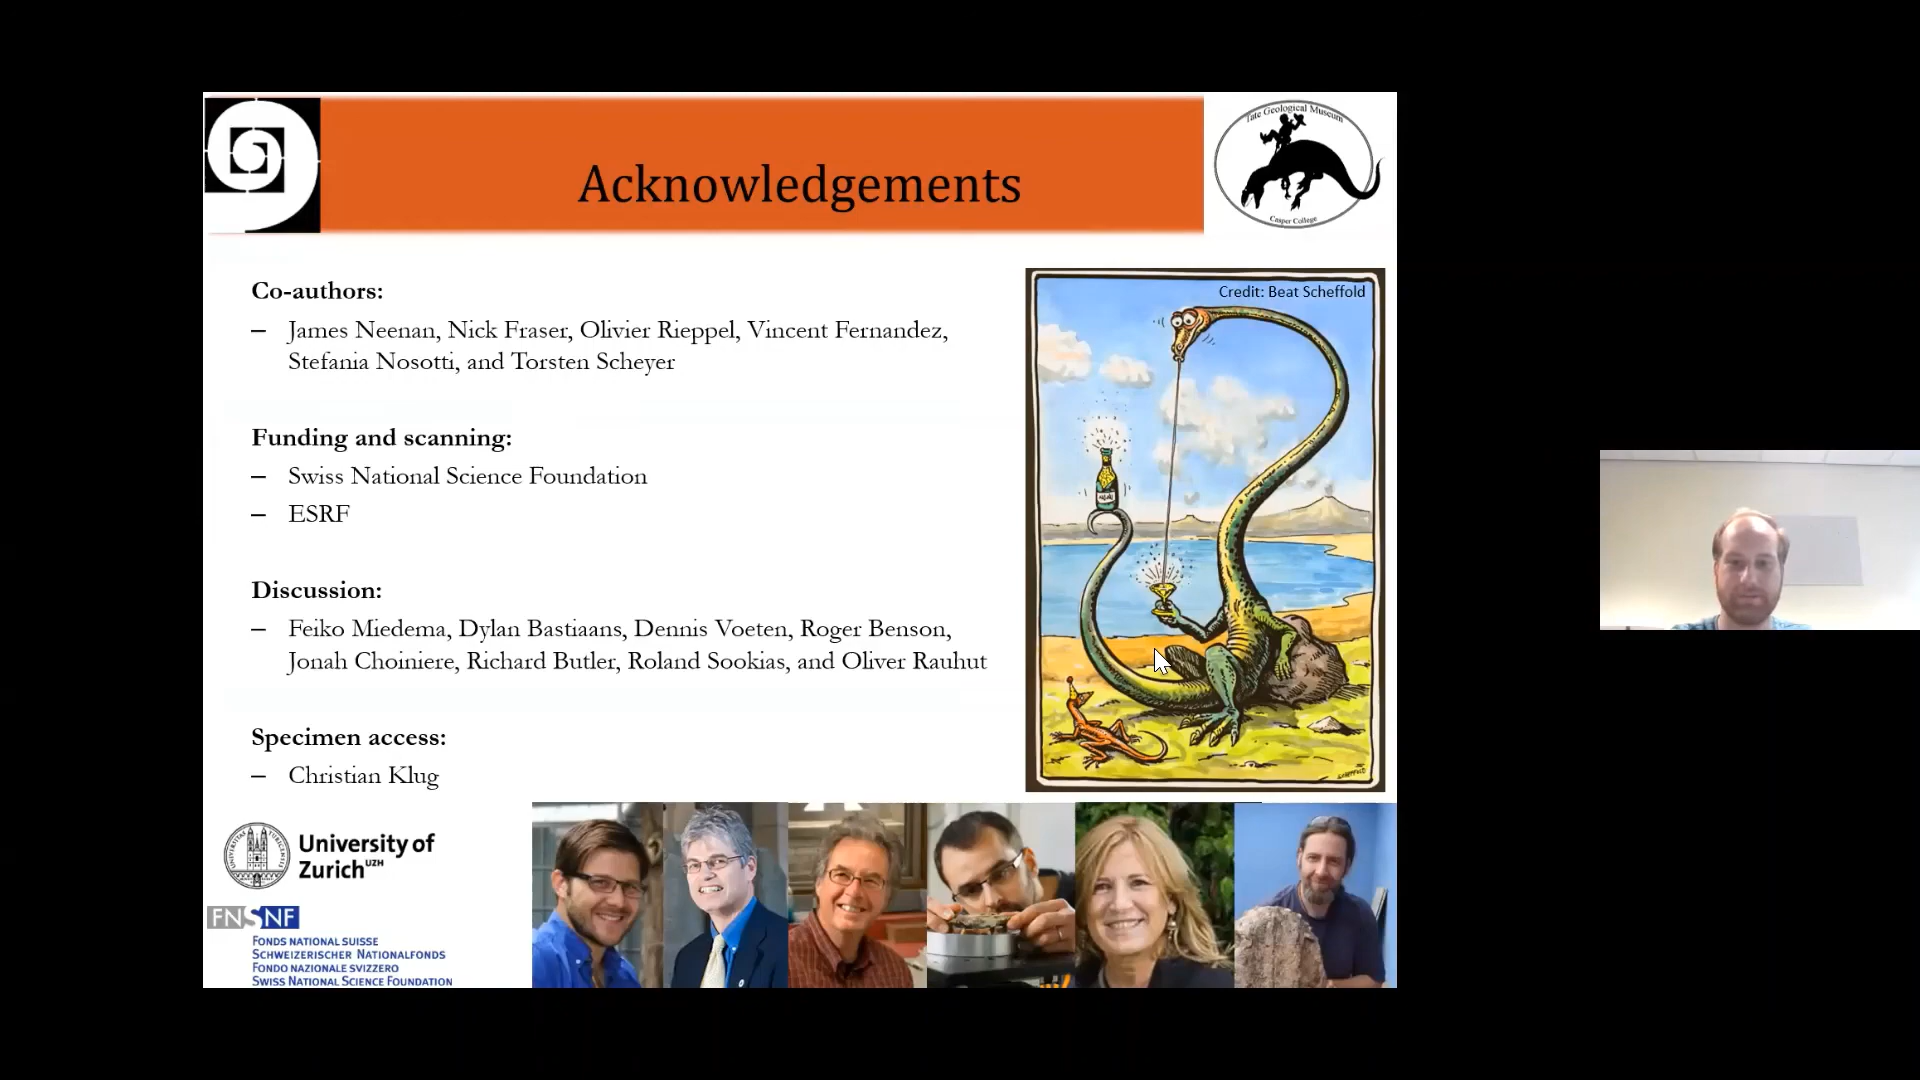 Acknowledgements
Tate Geological Museum
Casper College
Co-authors:
– James Neenan, Nick Fraser, Olivier Rieppel, Vincent Fernandez,
Stefania Nosotti, and Torsten Scheyer
Funding and scanning:
– Swiss National Science Foundation
– ESRF
Discussion:
– Feiko Miedema, Dylan Bastiaans, Dennis Voeten, Roger Benson,
Jonah Choiniere, Richard Butler, Roland Sookias, and Oliver Rauhut
Specimen access:
– Christian Klug
Credit: Beat Scheffold
University of
Zurich UZH
FNSNF
FONDS NATIONAL SUISSE
SCHWEIZERISCHER NATIONALFONDS
FONDO NAZIONALE SVIZZERO
SWISS NATIONAL SCIENCE FOUNDATION